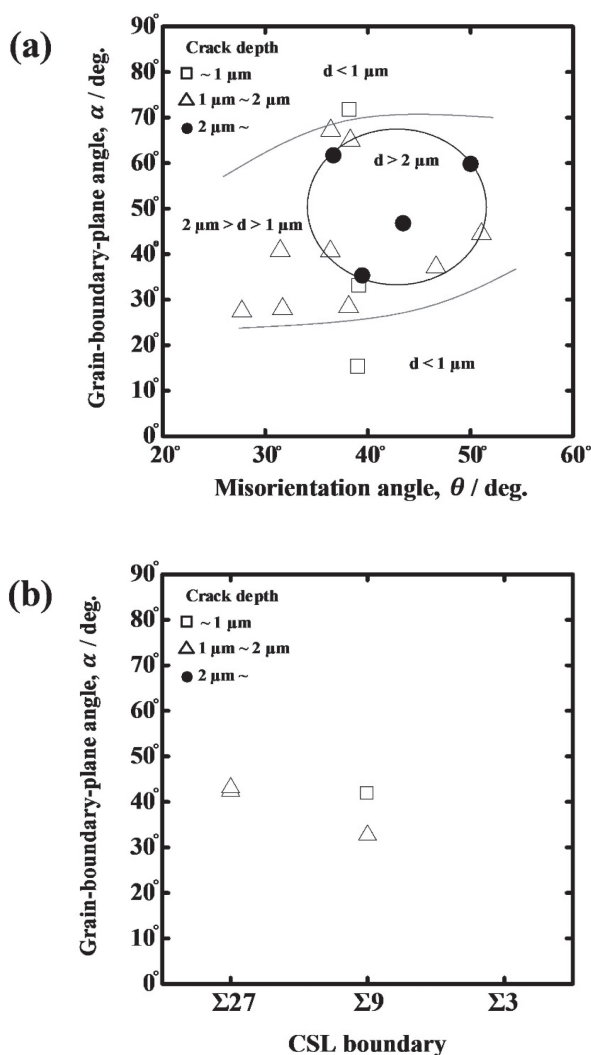 (a)
90°
80°
70°
60°
50°
40°
30°
20°
10°
0°
Grain-boundary-plane angle, α / deg.
Crack depth
~ 1 μm
1 μm ~ 2 μm
2 μm ~
d < 1 μm
d > 2 μm
2 μm > d > 1 μm
d < 1 μm
20° 30° 40° 50° 60°
Misorientation angle, θ / deg.
(b)
90°
80°
70°
60°
50°
40°
30°
20°
10°
0°
Grain-boundary-plane angle, α / deg.
Crack depth
~ 1 μm
1 μm ~ 2 μm
2 μm ~
Σ27 Σ9 Σ3
CSL boundary